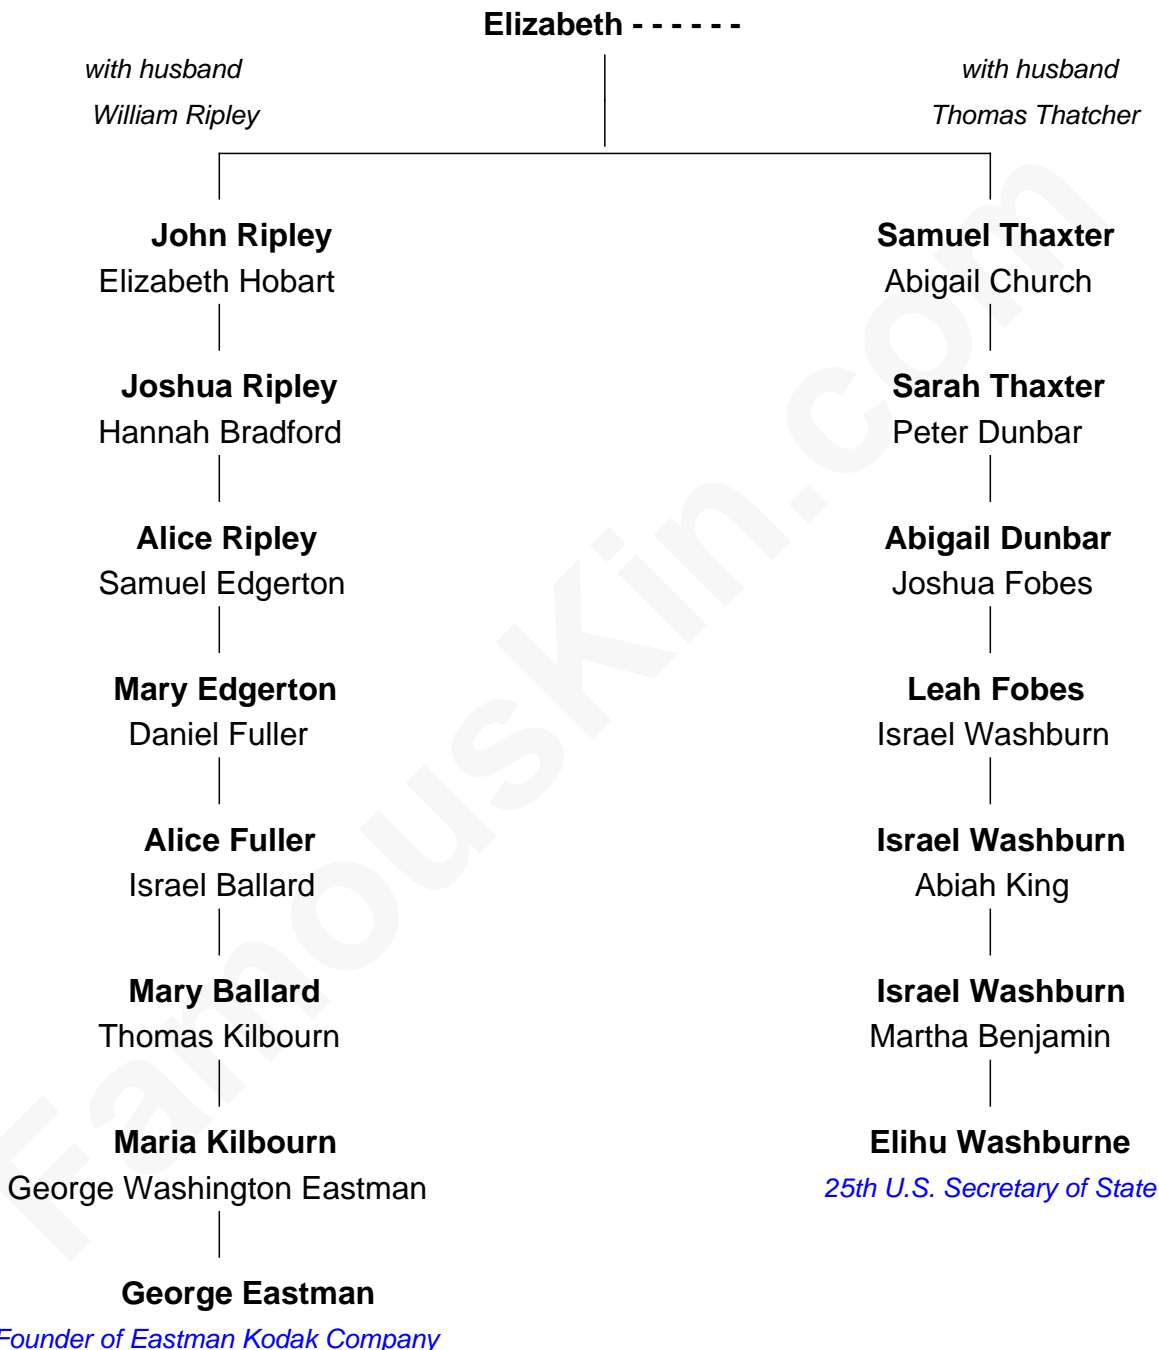 Elizabeth - - - - - -
with husband
William Ripley
with husband
Thomas Thatcher
John Ripley
Elizabeth Hobart
Samuel Thaxter
Abigail Church
Joshua Ripley
Hannah Bradford
Sarah Thaxter
Peter Dunbar
Alice Ripley
Samuel Edgerton
Abigail Dunbar
Joshua Fobes
Mary Edgerton
Daniel Fuller
Leah Fobes
Israel Washburn
Alice Fuller
Israel Ballard
Israel Washburn
Abiah King
Mary Ballard
Thomas Kilbourn
Israel Washburn
Martha Benjamin
Maria Kilbourn
George Washington Eastman
Elihu Washburne
25th U.S. Secretary of State
George Eastman
Founder of Eastman Kodak Company
FamousKin.com